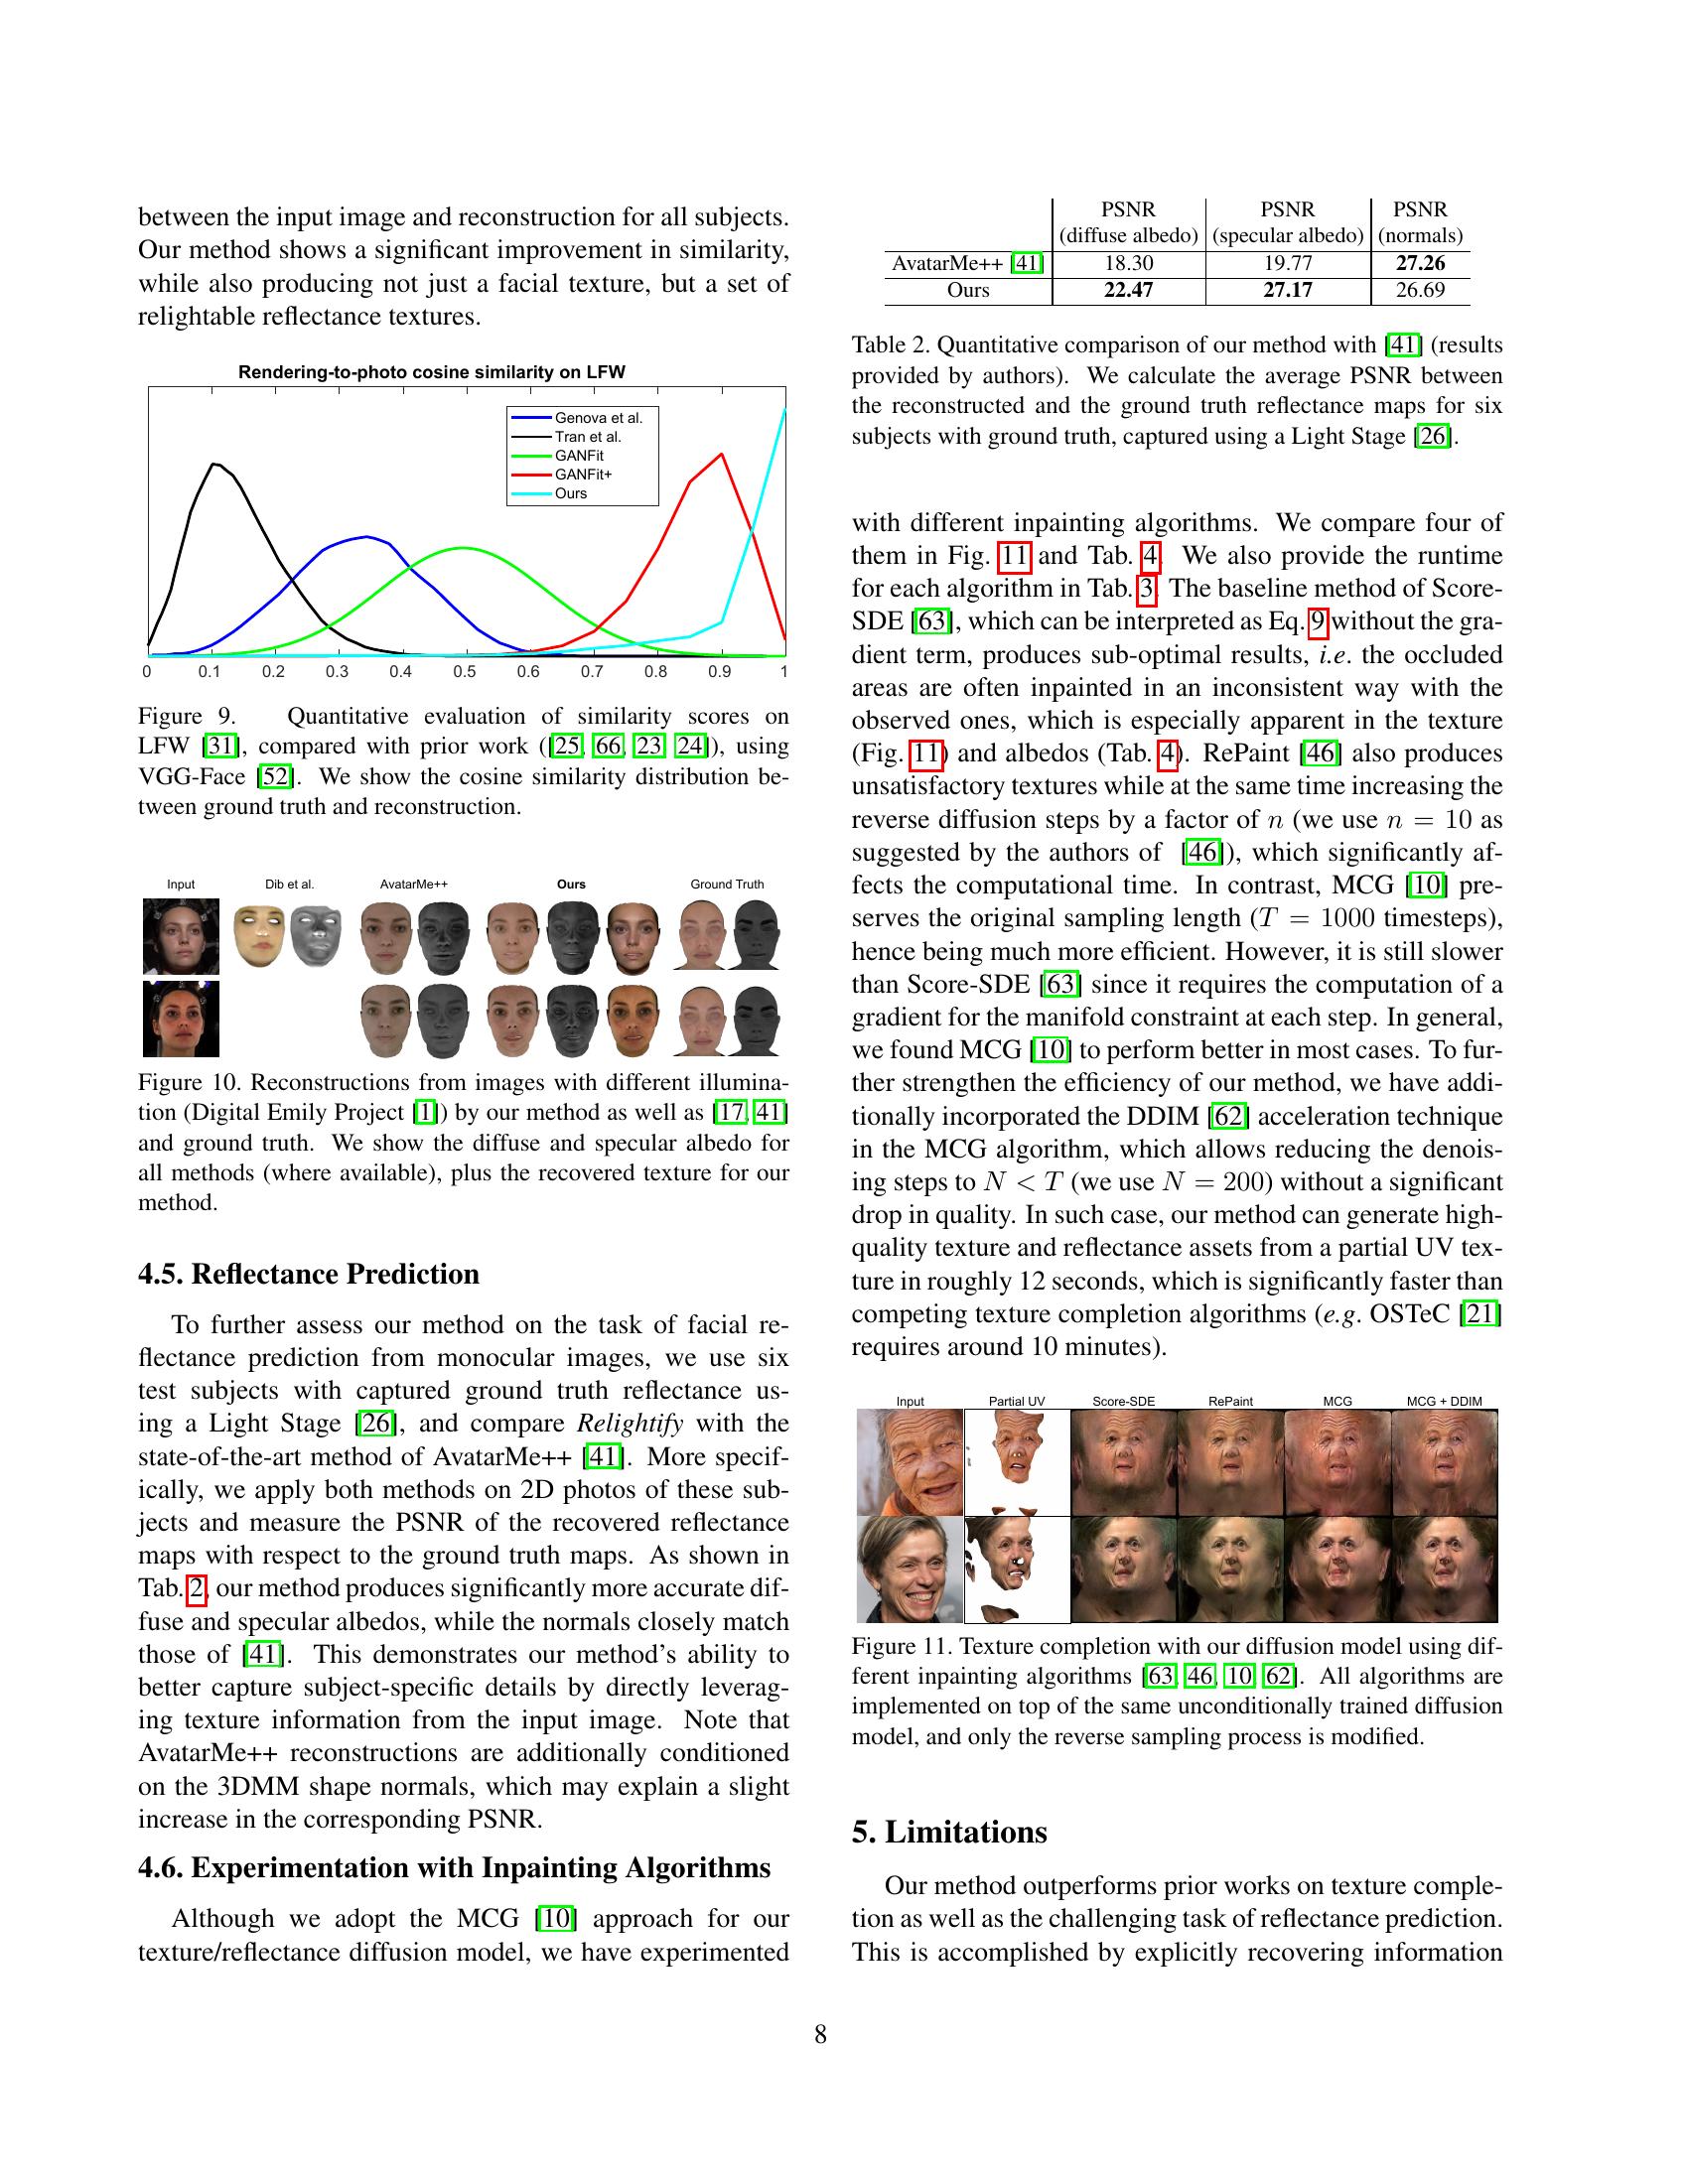 between the input image and reconstruction for all subjects.
Our method shows a significant improvement in similarity,
while also producing not just a facial texture, but a set of
relightable reflectance textures.
Rendering-to-photo cosine similarity on LFW
Genova et al.
Tran et al.
GANFit
GANFit+
Ours
0 0.1 0.2 0.3 0.4 0.5 0.6 0.7 0.8 0.9 1
Figure 9. Quantitative evaluation of similarity scores on
LFW [31], compared with prior work ([25, 66, 23, 24]), using
VGG-Face [52]. We show the cosine similarity distribution be-
tween ground truth and reconstruction.
Input Dib et al. AvatarMe++ Ours Ground Truth
Figure 10. Reconstructions from images with different illumina-
tion (Digital Emily Project [1]) by our method as well as [17, 41]
and ground truth. We show the diffuse and specular albedo for
all methods (where available), plus the recovered texture for our
method.
4.5. Reflectance Prediction
To further assess our method on the task of facial re-
flectance prediction from monocular images, we use six
test subjects with captured ground truth reflectance us-
ing a Light Stage [26], and compare Relightify with the
state-of-the-art method of AvatarMe++ [41]. More specif-
ically, we apply both methods on 2D photos of these sub-
jects and measure the PSNR of the recovered reflectance
maps with respect to the ground truth maps. As shown in
Tab. 2, our method produces significantly more accurate dif-
fuse and specular albedos, while the normals closely match
those of [41]. This demonstrates our method's ability to
better capture subject-specific details by directly leverag-
ing texture information from the input image. Note that
AvatarMe++ reconstructions are additionally conditioned
on the 3DMM shape normals, which may explain a slight
increase in the corresponding PSNR.
4.6. Experimentation with Inpainting Algorithms
Although we adopt the MCG [10] approach for our
texture/reflectance diffusion model, we have experimented
PSNR PSNR PSNR
(diffuse albedo) (specular albedo) (normals)
AvatarMe++ [41] 18.30 19.77 27.26
Ours 22.47 27.17 26.69
Table 2. Quantitative comparison of our method with [41] (results
provided by authors). We calculate the average PSNR between
the reconstructed and the ground truth reflectance maps for six
subjects with ground truth, captured using a Light Stage [26].
with different inpainting algorithms. We compare four of
them in Fig. 11 and Tab. 4. We also provide the runtime
for each algorithm in Tab. 3. The baseline method of Score-
SDE [63], which can be interpreted as Eq. 9 without the gra-
dient term, produces sub-optimal results, i.e. the occluded
areas are often inpainted in an inconsistent way with the
observed ones, which is especially apparent in the texture
(Fig. 11) and albedos (Tab. 4). RePaint [46] also produces
unsatisfactory textures while at the same time increasing the
reverse diffusion steps by a factor of n (we use n = 10 as
suggested by the authors of [46]), which significantly af-
fects the computational time. In contrast, MCG [10] pre-
serves the original sampling length (T = 1000 timesteps),
hence being much more efficient. However, it is still slower
than Score-SDE [63] since it requires the computation of a
gradient for the manifold constraint at each step. In general,
we found MCG [10] to perform better in most cases. To fur-
ther strengthen the efficiency of our method, we have addi-
tionally incorporated the DDIM [62] acceleration technique
in the MCG algorithm, which allows reducing the denois-
ing steps to N < T (we use N = 200) without a significant
drop in quality. In such case, our method can generate high-
quality texture and reflectance assets from a partial UV tex-
ture in roughly 12 seconds, which is significantly faster than
competing texture completion algorithms (e.g. OSTeC [21]
requires around 10 minutes).
Input Partial UV Score-SDE RePaint MCG MCG + DDIM
Figure 11. Texture completion with our diffusion model using dif-
ferent inpainting algorithms [63, 46, 10, 62]. All algorithms are
implemented on top of the same unconditionally trained diffusion
model, and only the reverse sampling process is modified.
5. Limitations
Our method outperforms prior works on texture comple-
tion as well as the challenging task of reflectance prediction.
This is accomplished by explicitly recovering information
8